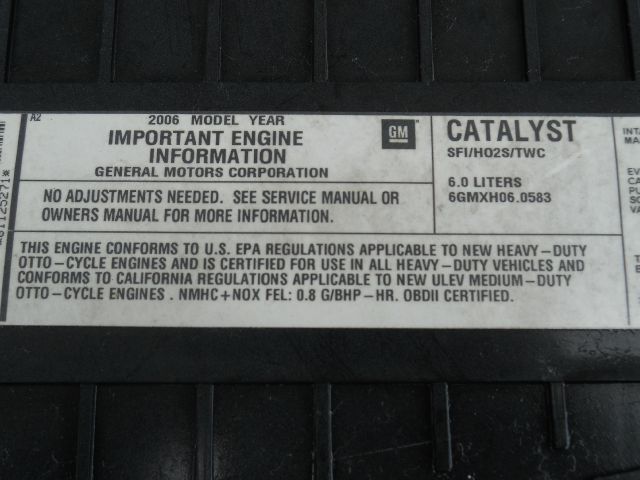 A2
2006 MODEL YEAR
IMPORTANT ENGINE
INFORMATION
GENERAL MOTORS CORPORATION
GM
CATALYST
SFI/HO2S/TWC
NO ADJUSTMENTS NEEDED. SEE SERVICE MANUAL OR
OWNERS MANUAL FOR MORE INFORMATION.
6.0 LITERS
6GMXH06.0583
THIS ENGINE CONFORMS TO U.S. EPA REGULATIONS APPLICABLE TO NEW HEAVY-DUTY
OTTO-CYCLE ENGINES AND IS CERTIFIED FOR USE IN ALL HEAVY-DUTY VEHICLES AND
CONFORMS TO CALIFORNIA REGULATIONS APPLICABLE TO NEW ULEV MEDIUM-DUTY
OTTO-CYCLE ENGINES . NMHC+NOX FEL: 0.8 G/BHP-HR. OBDII CERTIFIED.